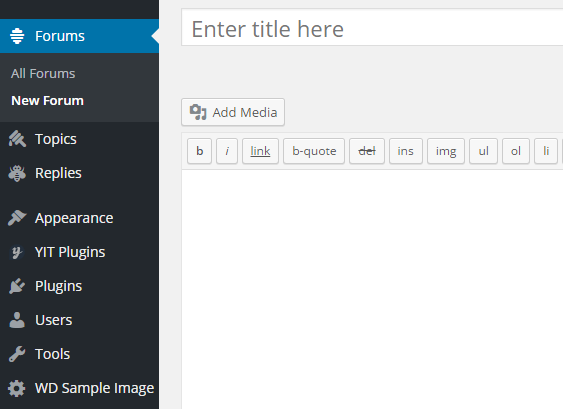 Forums
All Forums
New Forum
Topics
Replies
Appearance
YIT Plugins
Plugins
Users
Tools
WD Sample Image
Enter title here
Add Media
b i link b-quote del ins img ul ol li